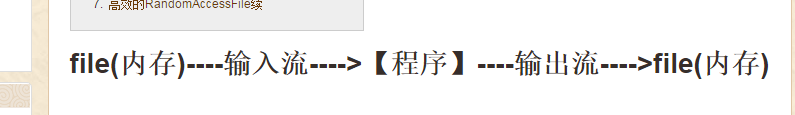 7. 高效的RandomAccessFile续
file(内存)----输入流---->【程序】----输出流---->file(内存)